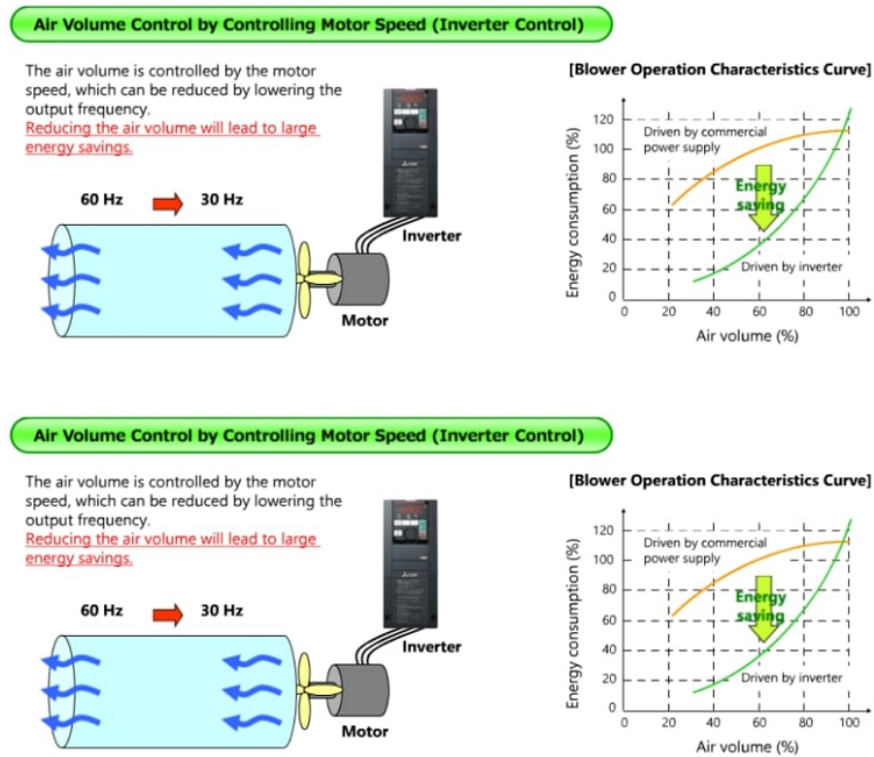 Air Volume Control by Controlling Motor Speed (Inverter Control)
The air volume is controlled by the motor
speed, which can be reduced by lowering the
output frequency.
Reducing the air volume will lead to large
energy savings.
60 Hz
30 Hz
Inverter
Motor
[Blower Operation Characteristics Curve]
Energy consumption (%)
120
100
80
60
40
20
0
Driven by commercial
power supply
Energy
saving
Driven by inverter
0 20 40 60 80 100
Air volume (%)
Air Volume Control by Controlling Motor Speed (Inverter Control)
The air volume is controlled by the motor
speed, which can be reduced by lowering the
output frequency.
Reducing the air volume will lead to large
energy savings.
60 Hz
30 Hz
Inverter
Motor
[Blower Operation Characteristics Curve]
Energy consumption (%)
120
100
80
60
40
20
0
Driven by commercial
power supply
Energy
saving
Driven by inverter
0 20 40 60 80 100
Air volume (%)